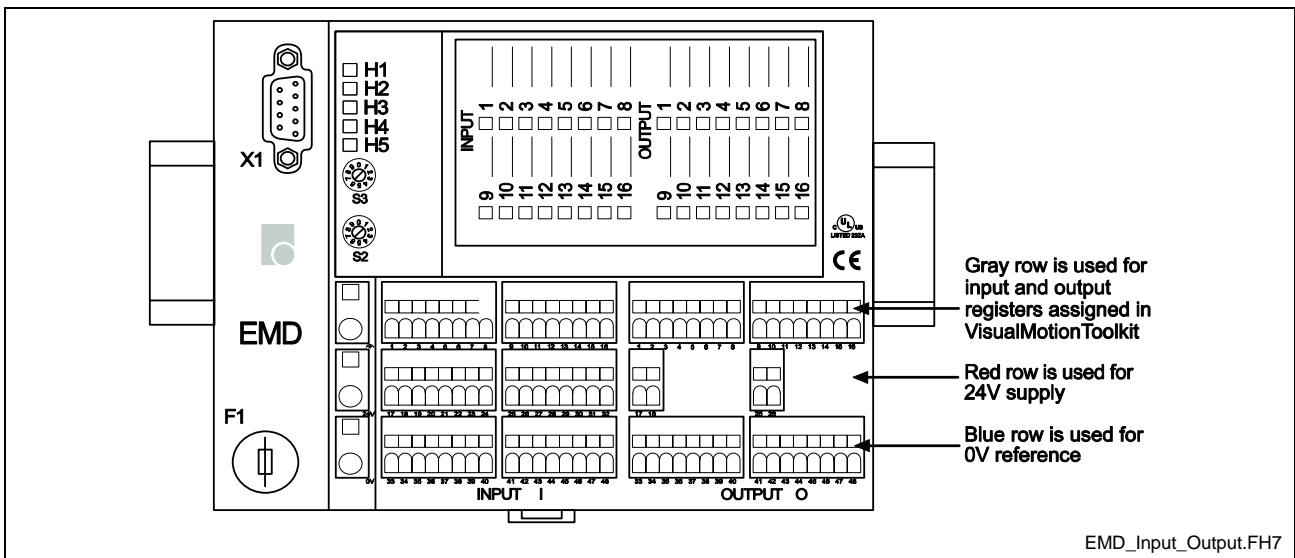 H1
H2
H3
H4
H5
X1
S3
S2
INPUT
1 2 3 4 5 6 7 8
9 10 11 12 13 14 15 16
OUTPUT
1 2 3 4 5 6 7 8
9 10 11 12 13 14 15 16
C UL US
LISTED 22ZA
CE
EMD
F1
1 2 3 4 5 6 7 8
9 10 11 12 13 14 15 16
1 2 3 4 5 6 7 8
9 10 11 12 13 14 15 16
24V
17 18 19 20 21 22 23 24
25 26 27 28 29 30 31 32
17 18
25 26
0V
33 34 35 36 37 38 39 40
41 42 43 44 45 46 47 48
33 34 35 36 37 38 39 40
41 42 43 44 45 46 47 48
INPUT I
OUTPUT O
Gray row is used for
input and output
registers assigned in
VisualMotionToolkit
Red row is used for
24V supply
Blue row is used for
0V reference
EMD_Input_Output.FH7